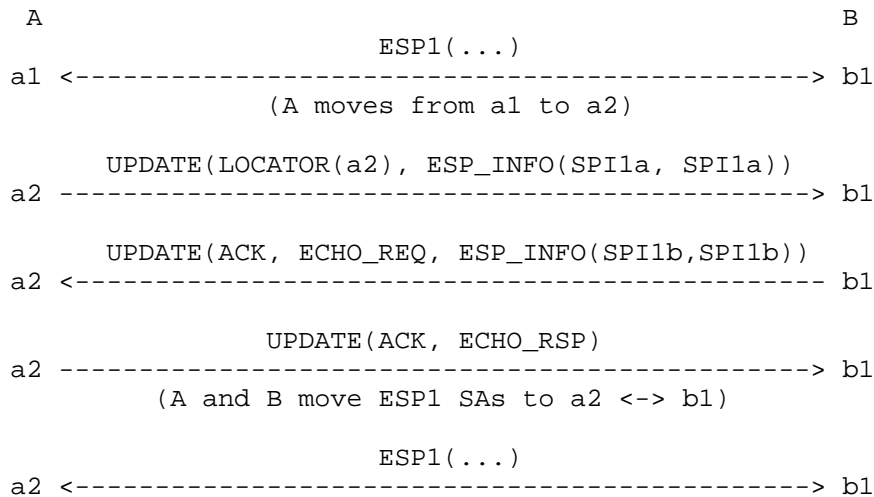 A B
ESP1(...)
a1 <-----------------------------------------------> b1
(A moves from a1 to a2)
UPDATE(LOCATOR(a2), ESP_INFO(SPI1a, SPI1a))
a2 ------------------------------------------------> b1
UPDATE(ACK, ECHO_REQ, ESP_INFO(SPI1b,SPI1b))
a2 <------------------------------------------------ b1
UPDATE(ACK, ECHO_RSP)
a2 ------------------------------------------------> b1
(A and B move ESP1 SAs to a2 <-> b1)
ESP1(...)
a2 <-----------------------------------------------> b1